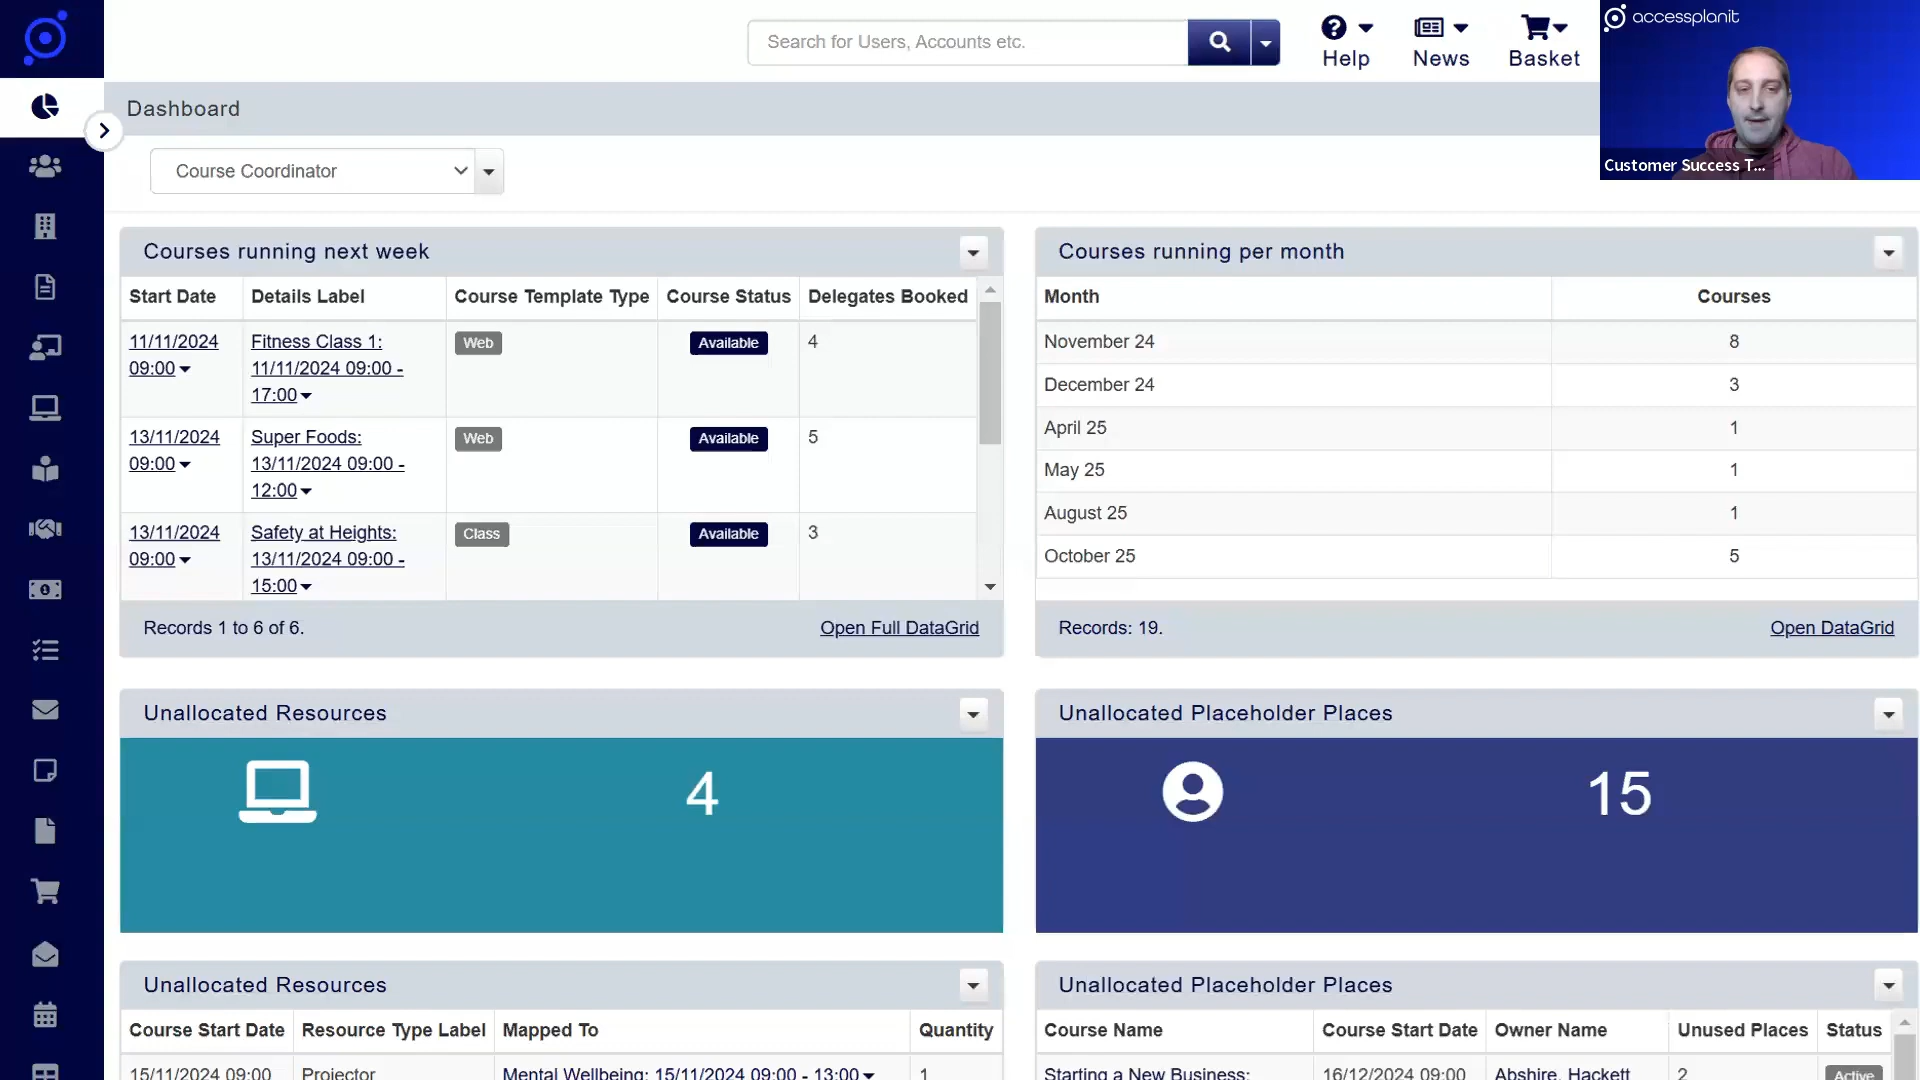 Search for Users, Accounts etc.
Help
News
Basket
accessplanit
Customer Success T...
Dashboard
Course Coordinator
Courses running next week
Start Date Details Label Course Template Type Course Status Delegates Booked
11/11/2024 09:00 Fitness Class 1: 11/11/2024 09:00 - 17:00 Web Available 4
13/11/2024 09:00 Super Foods: 13/11/2024 09:00 - 12:00 Web Available 5
13/11/2024 09:00 Safety at Heights: 13/11/2024 09:00 - 15:00 Class Available 3
Records 1 to 6 of 6. Open Full DataGrid
Courses running per month
Month Courses
November 24 8
December 24 3
April 25 1
May 25 1
August 25 1
October 25 5
Records: 19. Open DataGrid
Unallocated Resources
4
Unallocated Placeholder Places
15
Unallocated Resources
Course Start Date Resource Type Label Mapped To Quantity
15/11/2024 09:00 Projector Mental Wellbeing: 15/11/2024 09:00 - 13:00 1
Unallocated Placeholder Places
Course Name Course Start Date Owner Name Unused Places Status
Starting a New Business: 16/12/2024 09:00 Abshire, Hackett 2 Active